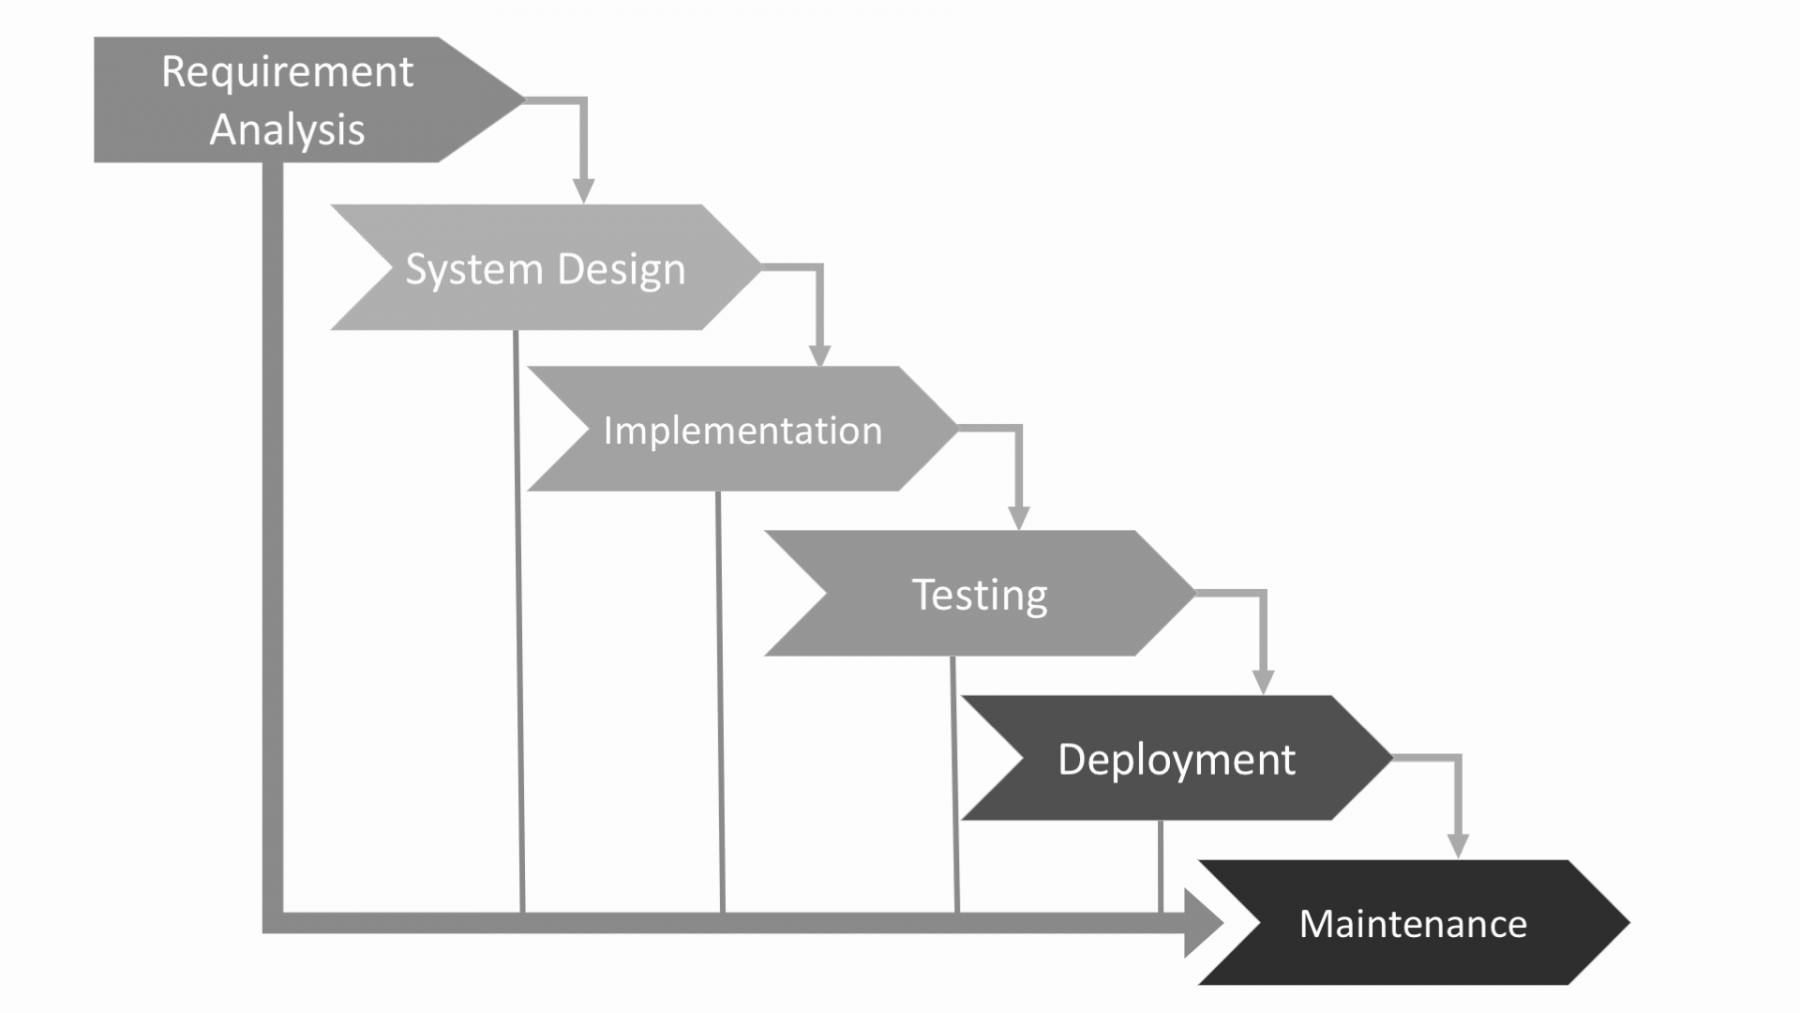 Requirement
Analysis
System Design
Implementation
Testing
Deployment
Maintenance